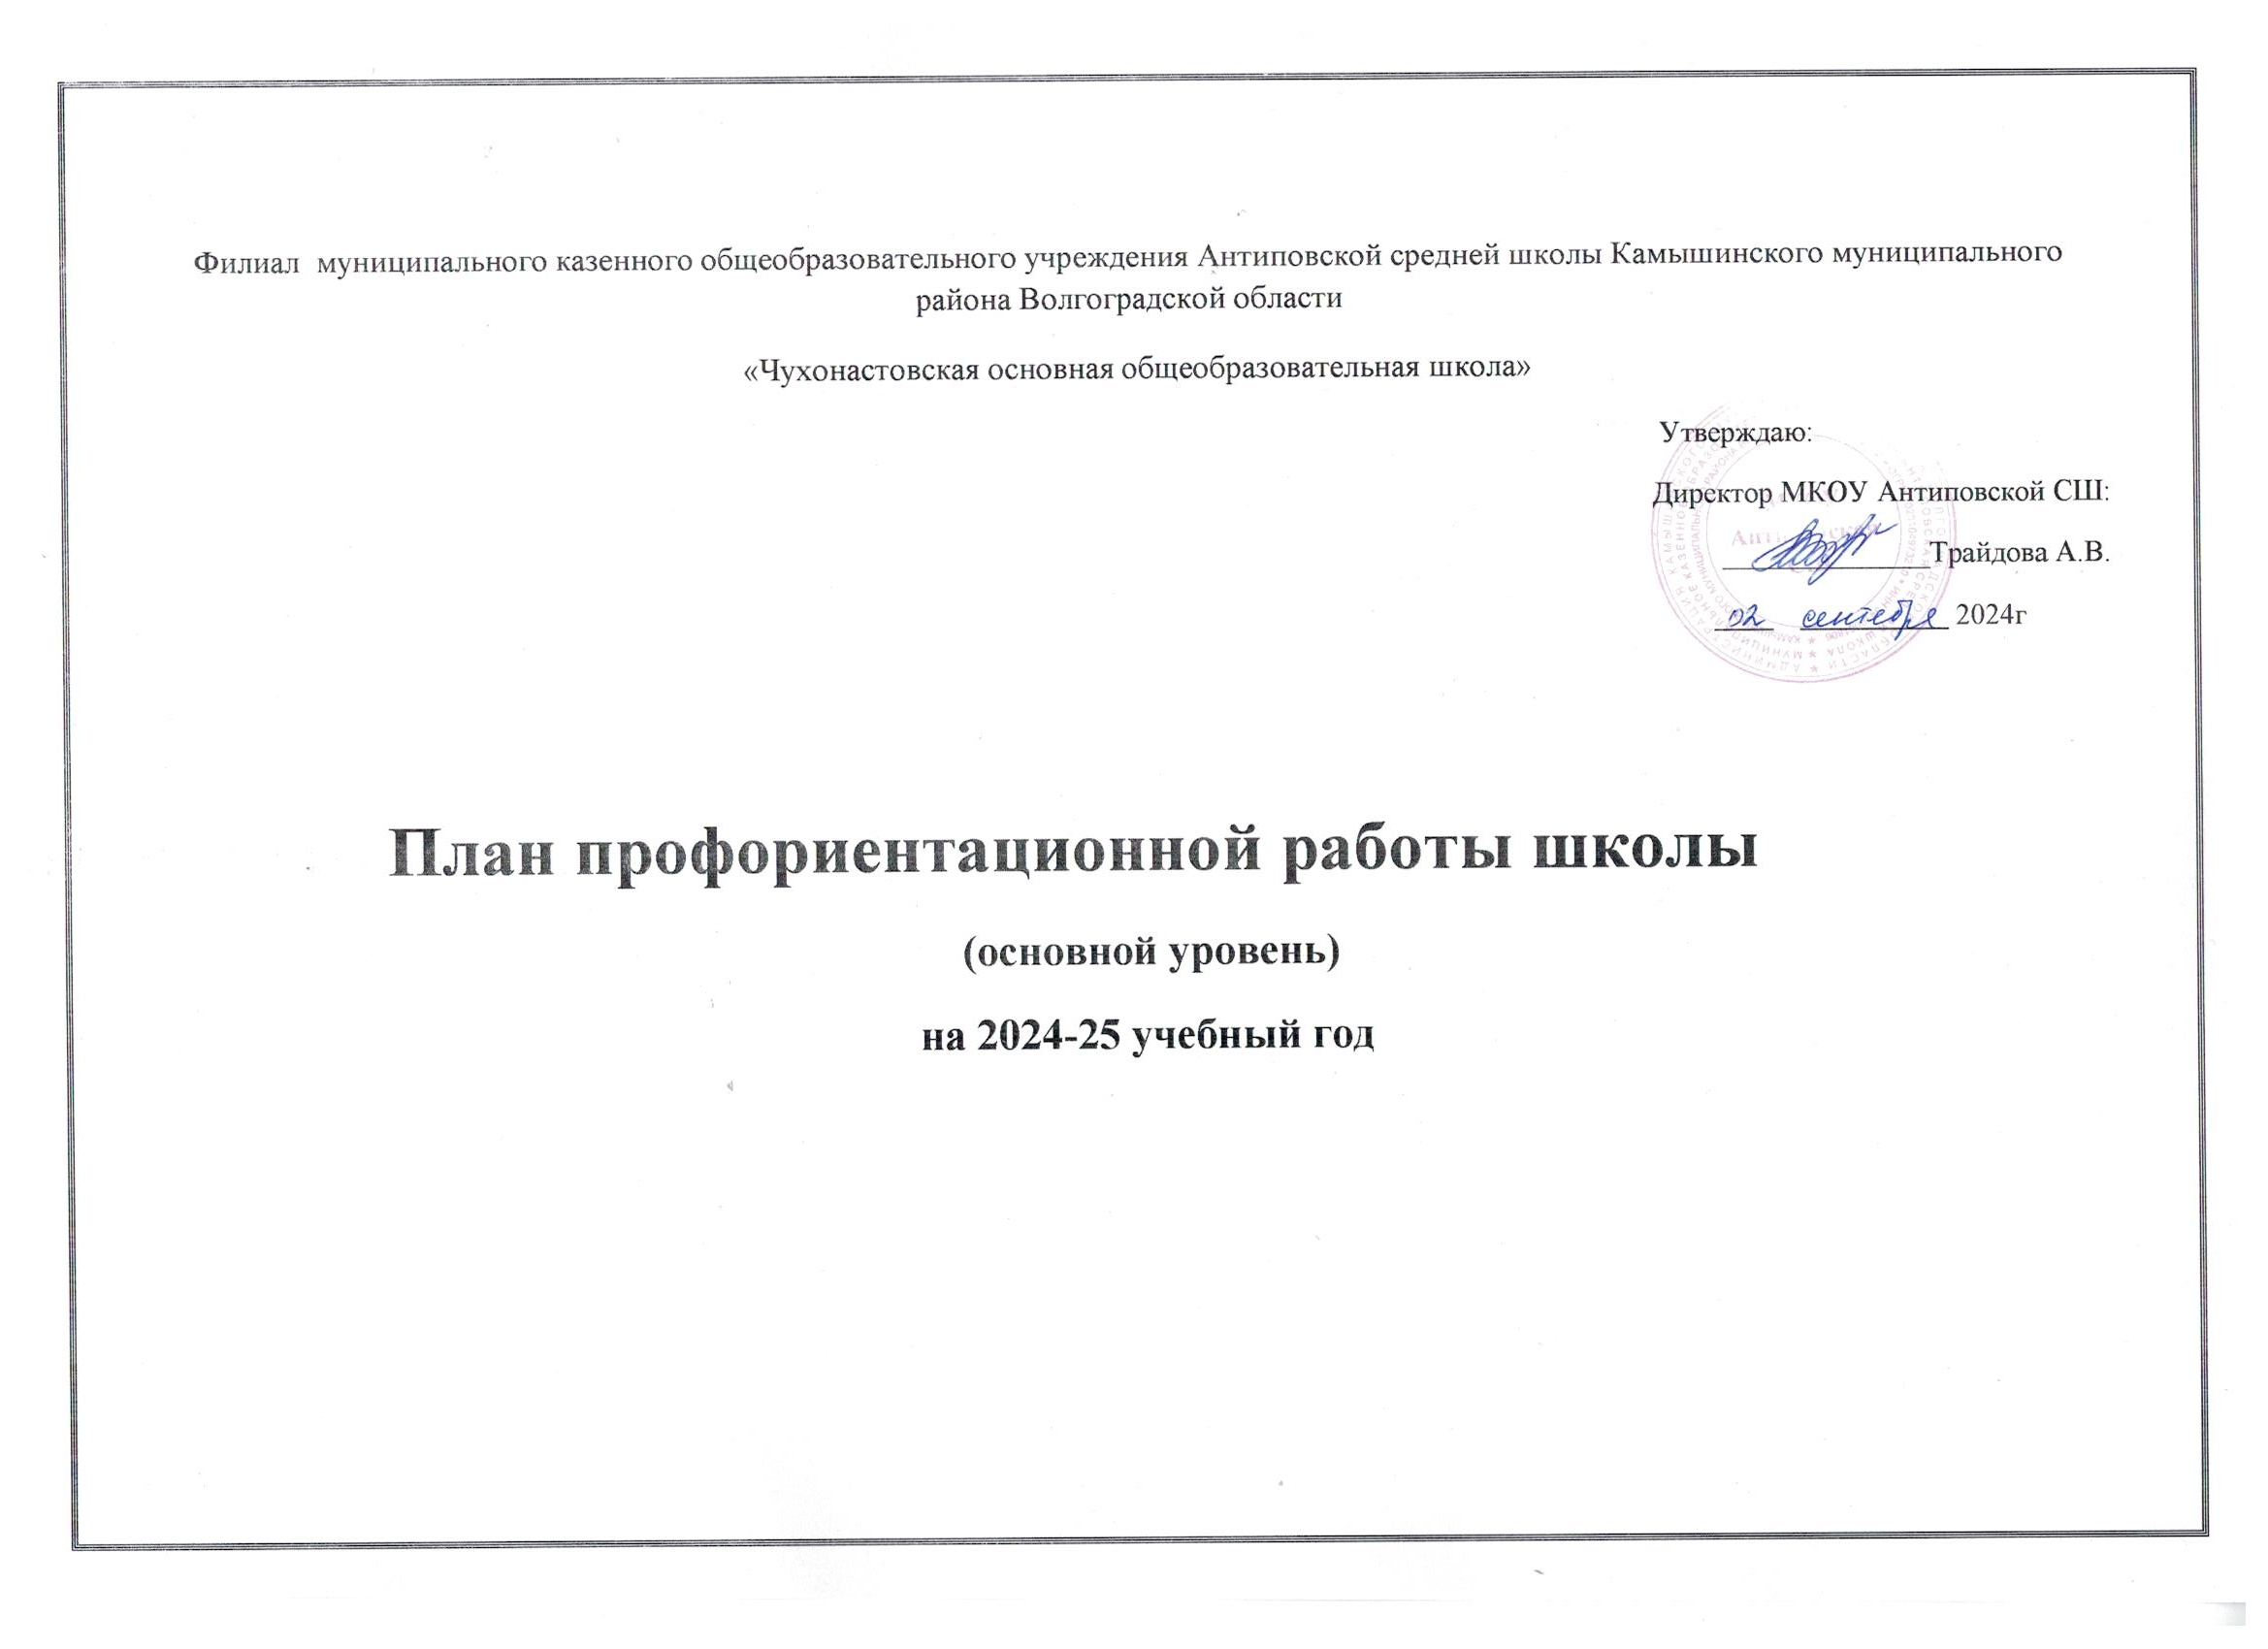 Филиал  муниципального казенного общеобразовательного учреждения Антиповской средней школы Камышинского муниципального
района Волгоградской области
«Чухонастовская основная общеобразовательная школа»
Утверждаю:
Директор МКОУ Антиповской СШ:
Трайдова А.В.
02 сентября 2024г
План профориентационной работы школы
(основной уровень)
на 2024-25 учебный год